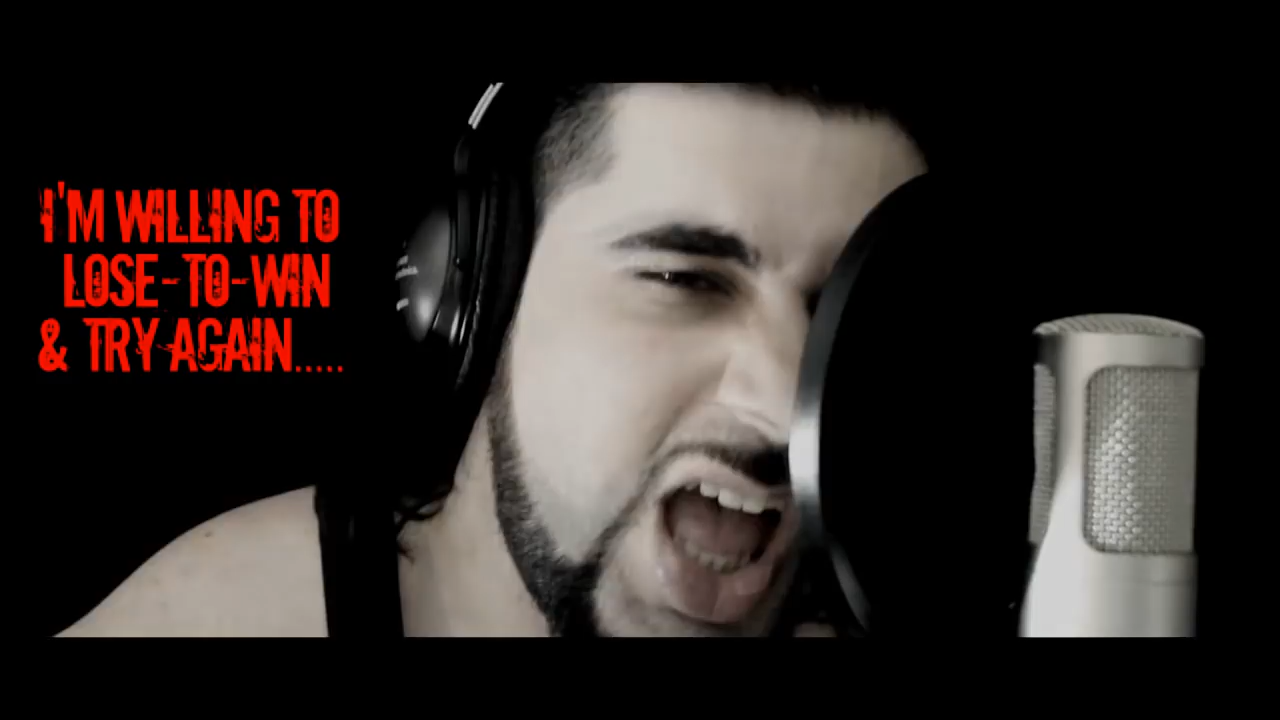 I'M WILLING TO
LOSE-TO-WIN
& TRY AGAIN.....